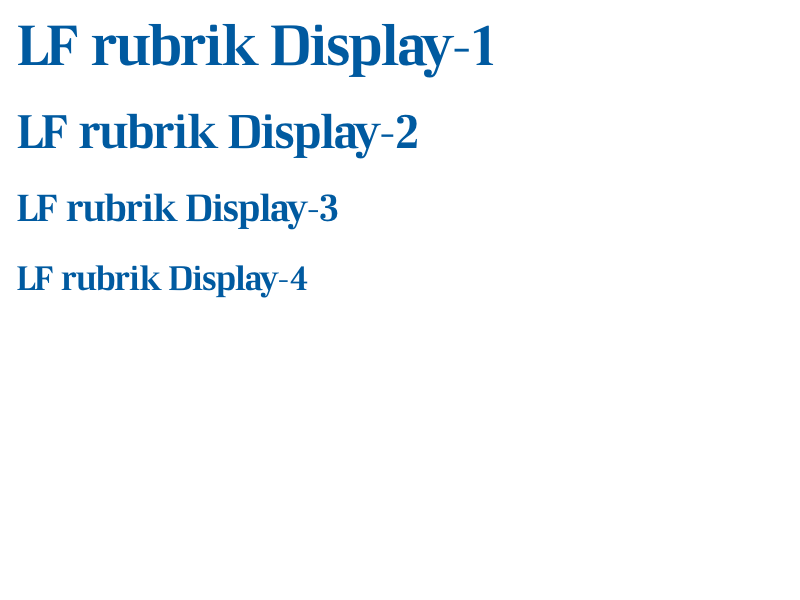 LF rubrik Display-1
LF rubrik Display-2
LF rubrik Display-3
LF rubrik Display-4